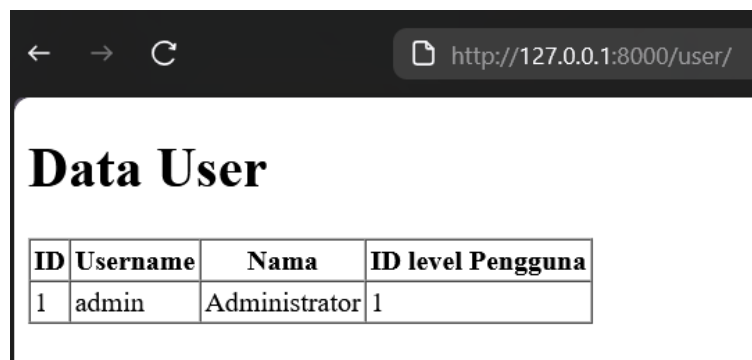 http://127.0.0.1:8000/user/
Data User
ID Username Nama ID level Pengguna
1 admin Administrator 1